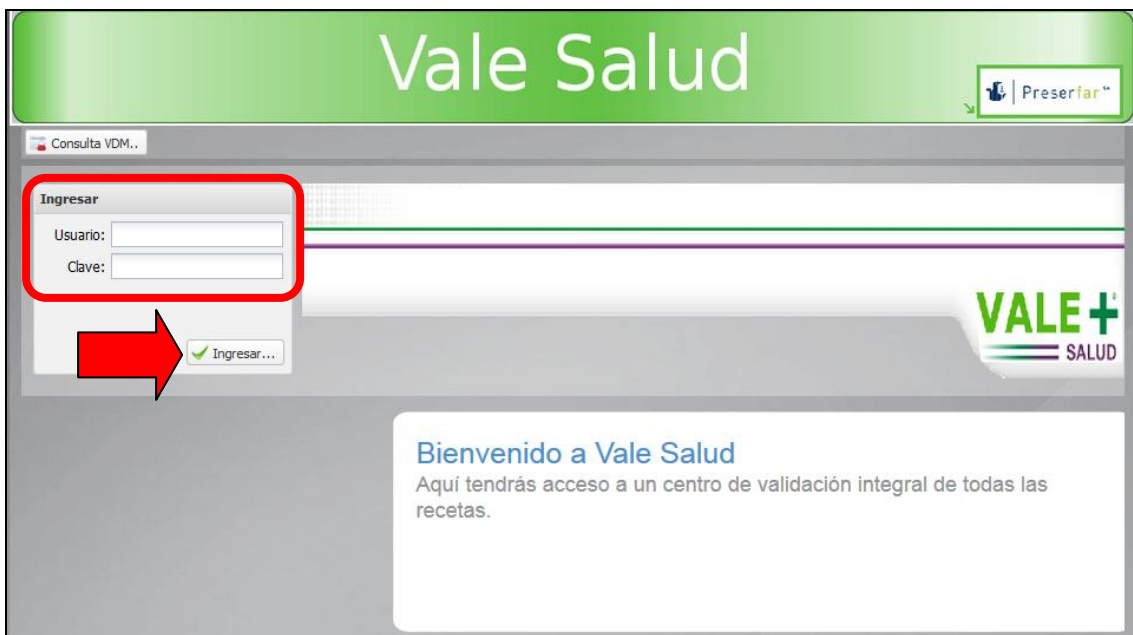 Vale Salud
Preserfar
Consulta VDM..
Ingresar
Usuario:
Clave:
Ingresar...
VALE+
SALUD
Bienvenido a Vale Salud
Aquí tendrás acceso a un centro de validación integral de todas las
recetas.